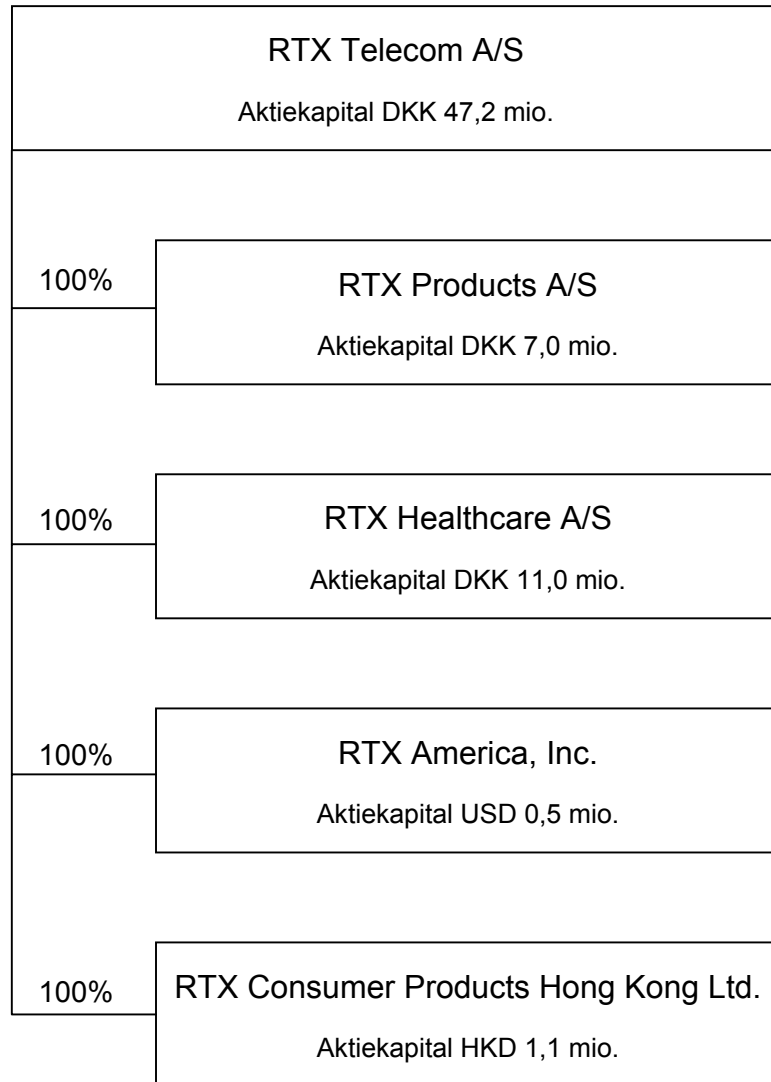 RTX Telecom A/S
Aktiekapital DKK 47,2 mio.
100%
RTX Products A/S
Aktiekapital DKK 7,0 mio.
100%
RTX Healthcare A/S
Aktiekapital DKK 11,0 mio.
100%
RTX America, Inc.
Aktiekapital USD 0,5 mio.
100%
RTX Consumer Products Hong Kong Ltd.
Aktiekapital HKD 1,1 mio.